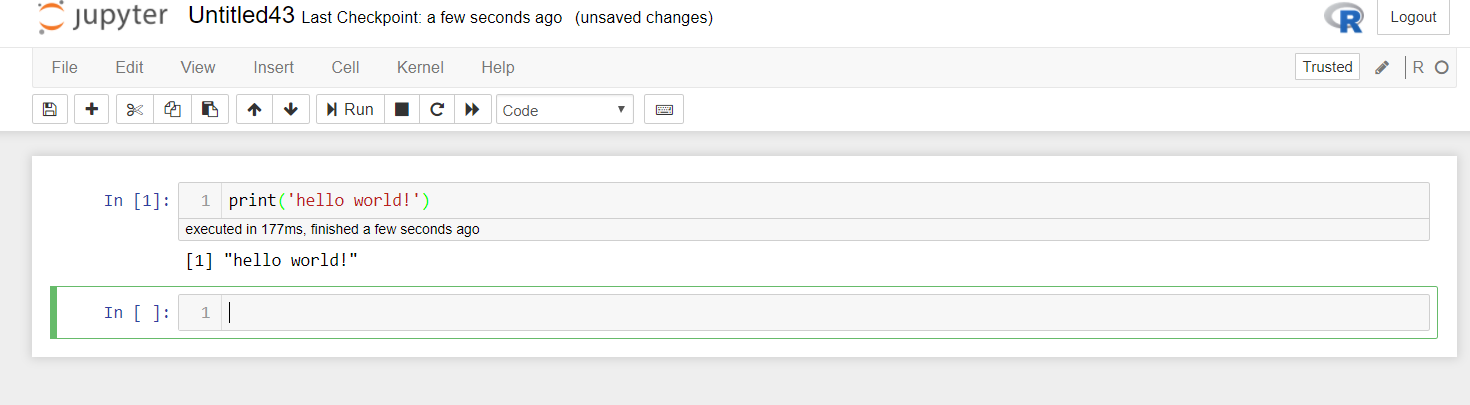 jupyter Untitled43 Last Checkpoint: a few seconds ago (unsaved changes) Logout
File Edit View Insert Cell Kernel Help Trusted R
Run Code
In [1]: 1 print('hello world!')
executed in 177ms, finished a few seconds ago
[1] "hello world!"
In [ ]: 1